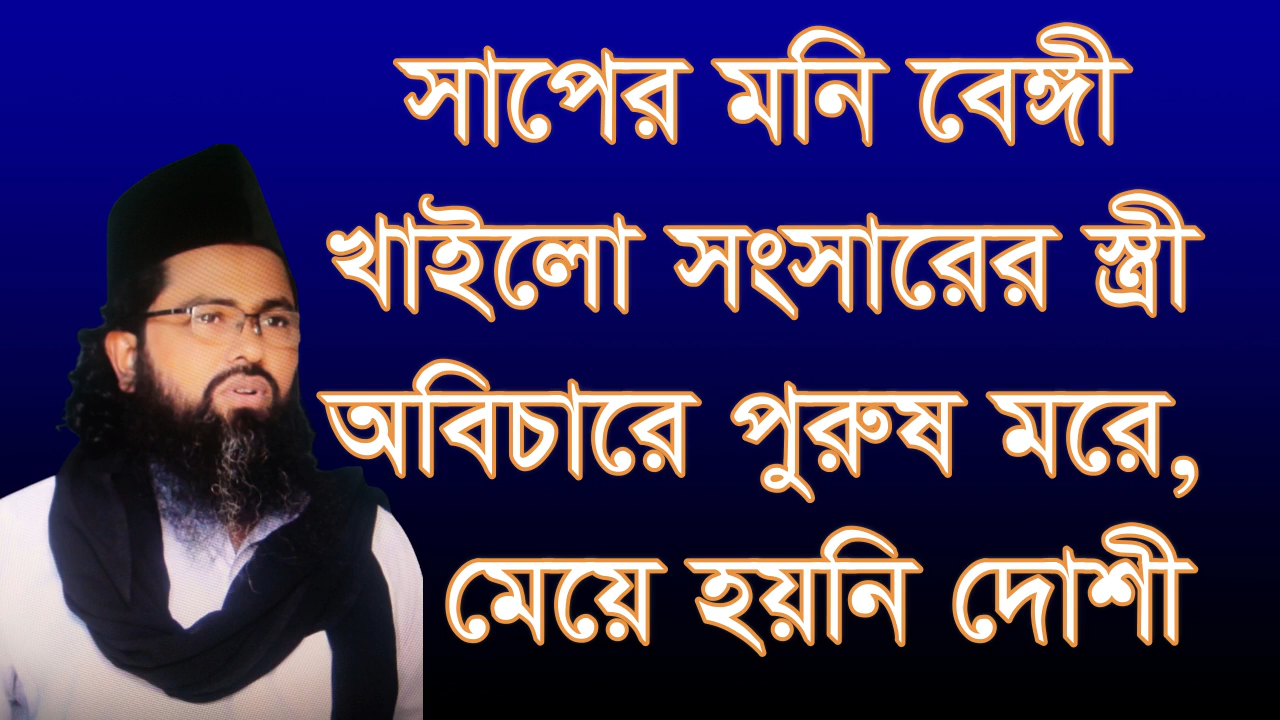 সাপের মনি বেঙ্গী
খাইলো সংসারের স্ত্রী
অবিচারে পুরুষ মরে,
মেয়ে হয়নি দোশী